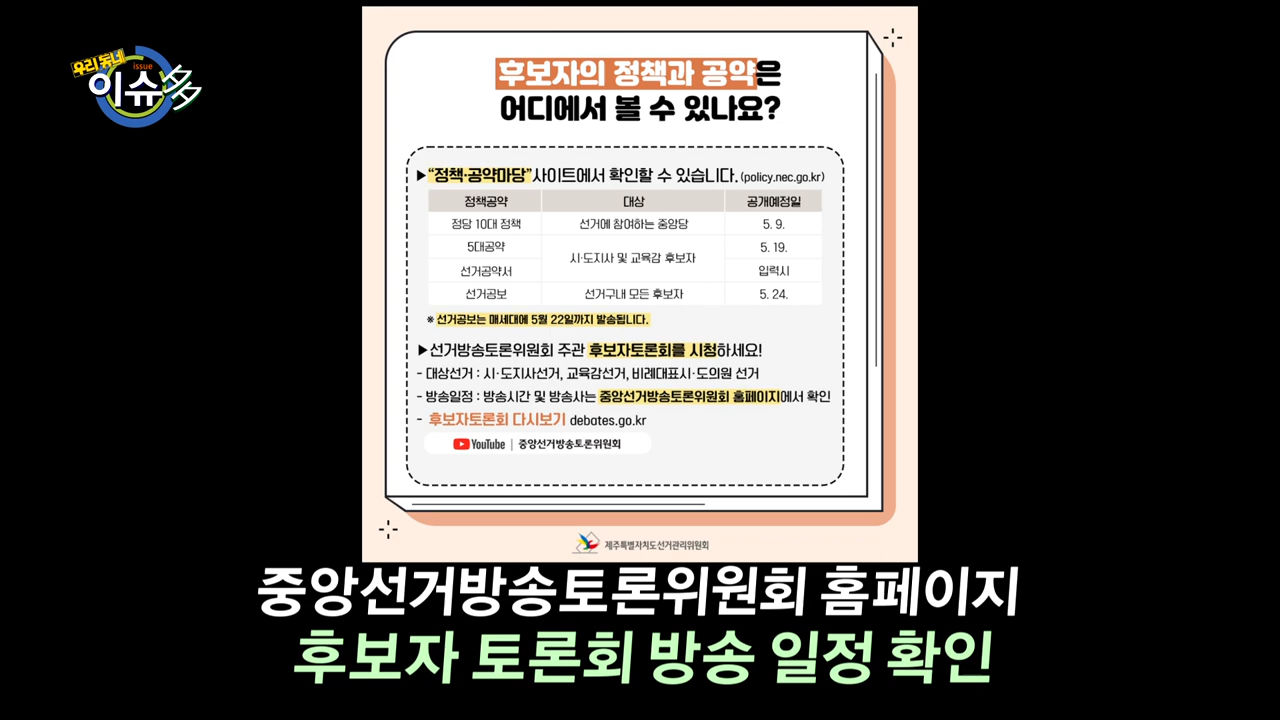 우리동네
issue
이슈多
후보자의 정책과 공약은
어디에서 볼 수 있나요?
▶“정책·공약마당”사이트에서 확인할 수 있습니다.(policy.nec.go.kr)
정책공약 대상 공개예정일
정당 10대 정책 선거에 참여하는 중앙당 5. 9.
5대공약 시·도지사 및 교육감 후보자 5. 19.
선거공약서 입력시
선거공보 선거구내 모든 후보자 5. 24.
※ 선거공보는 매세대에 5월 22일까지 발송됩니다.
▶선거방송토론위원회 주관 후보자토론회를 시청하세요!
- 대상선거 : 시·도지사선거, 교육감선거, 비례대표시·도의원 선거
- 방송일정 : 방송시간 및 방송사는 중앙선거방송토론위원회 홈페이지에서 확인
- 후보자토론회 다시보기 debates.go.kr
YouTube | 중앙선거방송토론위원회
제주특별자치도선거관리위원회
중앙선거방송토론위원회 홈페이지
후보자 토론회 방송 일정 확인